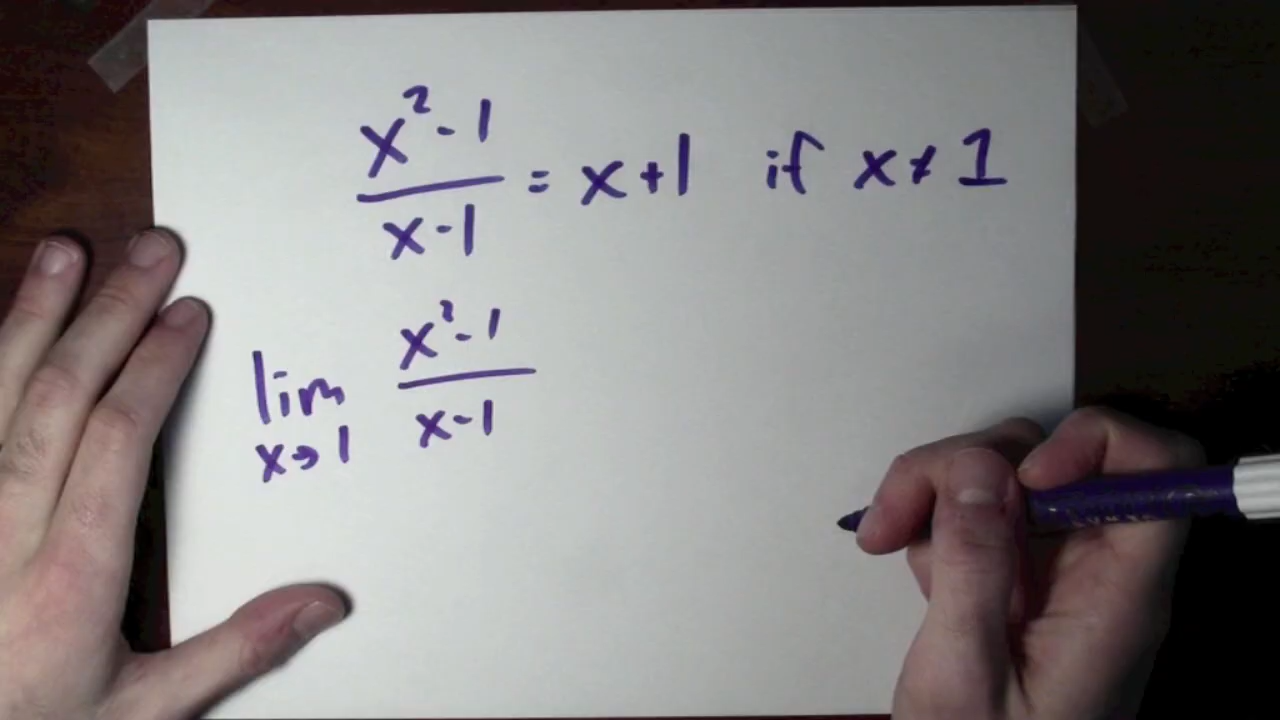 x²-1 / x-1 = x+1 if x≠1
lim x→1 x²-1 / x-1